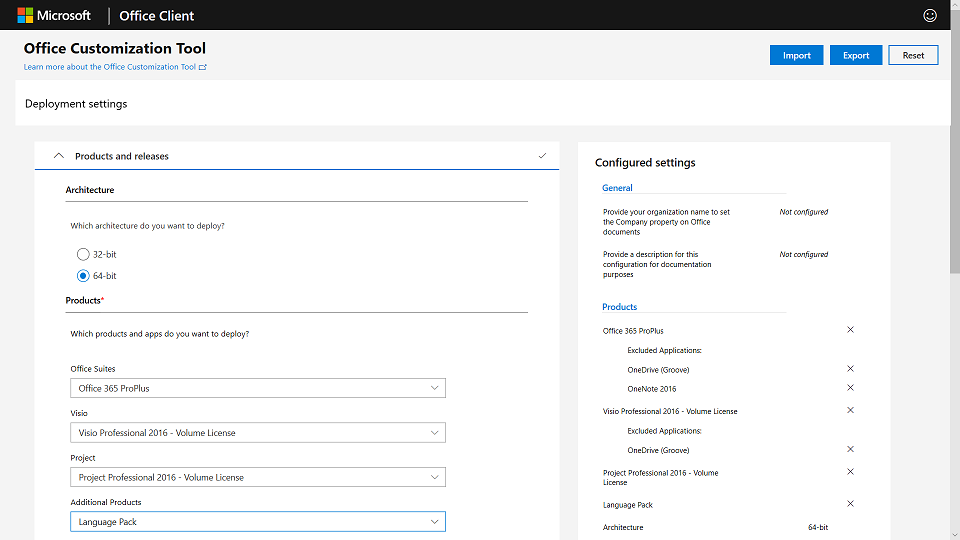 Microsoft | Office Client
Office Customization Tool
Learn more about the Office Customization Tool
Import
Export
Reset
Deployment settings
Products and releases
Architecture
Which architecture do you want to deploy?
32-bit
64-bit
Products*
Which products and apps do you want to deploy?
Office Suites
Office 365 ProPlus
Visio
Visio Professional 2016 - Volume License
Project
Project Professional 2016 - Volume License
Additional Products
Language Pack
Configured settings
General
Provide your organization name to set
the Company property on Office
documents
Not configured
Provide a description for this
configuration for documentation
purposes
Not configured
Products
Office 365 ProPlus
Excluded Applications:
OneDrive (Groove)
OneNote 2016
Visio Professional 2016 - Volume License
Excluded Applications:
OneDrive (Groove)
Project Professional 2016 - Volume
License
Language Pack
Architecture 64-bit